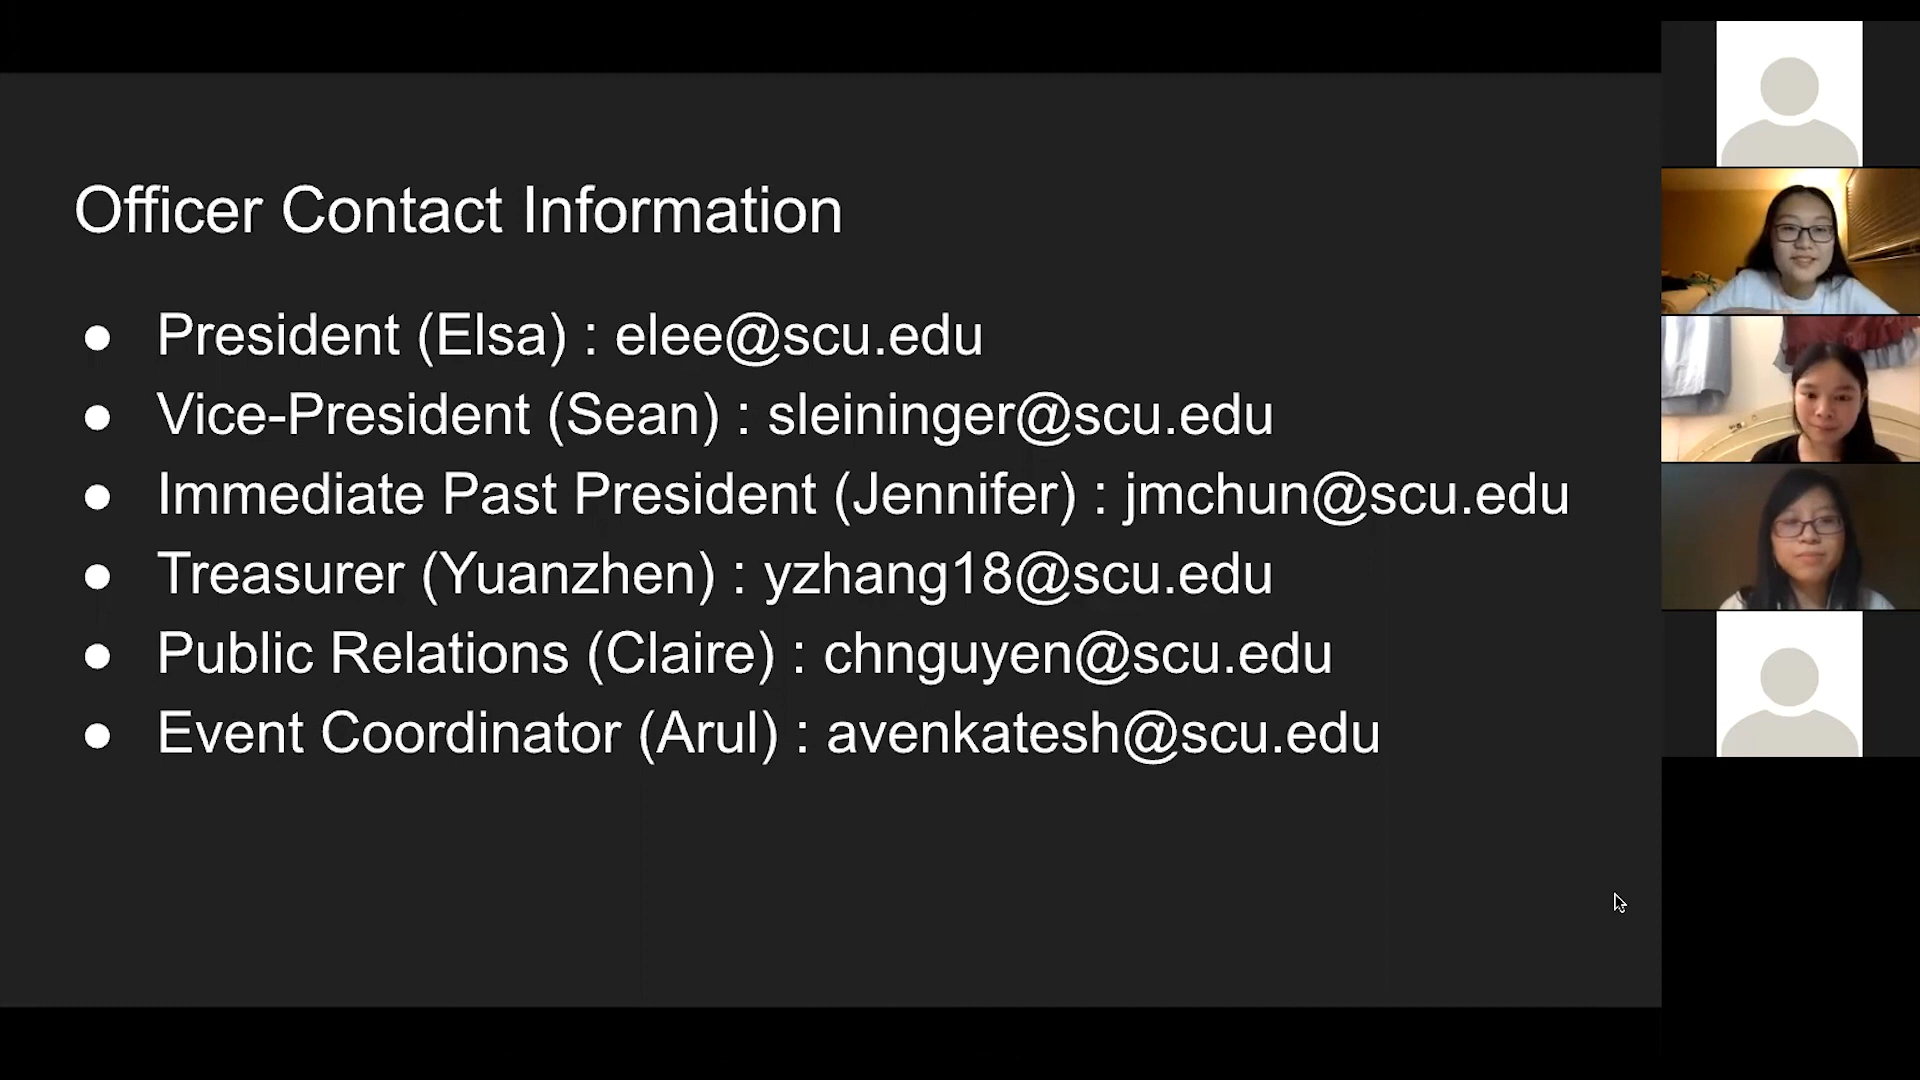 Officer Contact Information
● President (Elsa) : elee@scu.edu
● Vice-President (Sean) : sleininger@scu.edu
● Immediate Past President (Jennifer) : jmchun@scu.edu
● Treasurer (Yuanzhen) : yzhang18@scu.edu
● Public Relations (Claire) : chnguyen@scu.edu
● Event Coordinator (Arul) : avenkatesh@scu.edu